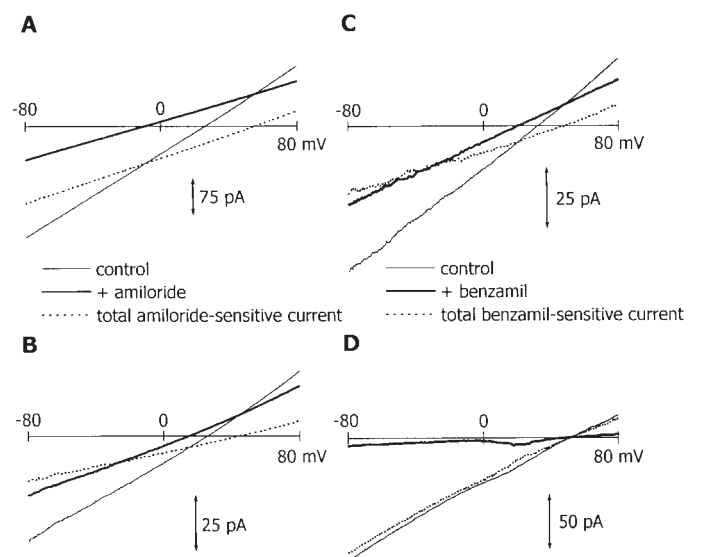 A
C
-80 0
80 mV
75 pA
-80 0
80 mV
25 pA
control
+ amiloride
total amiloride-sensitive current
control
+ benzamil
total benzamil-sensitive current
B
D
-80 0
80 mV
25 pA
-80 0
80 mV
50 pA